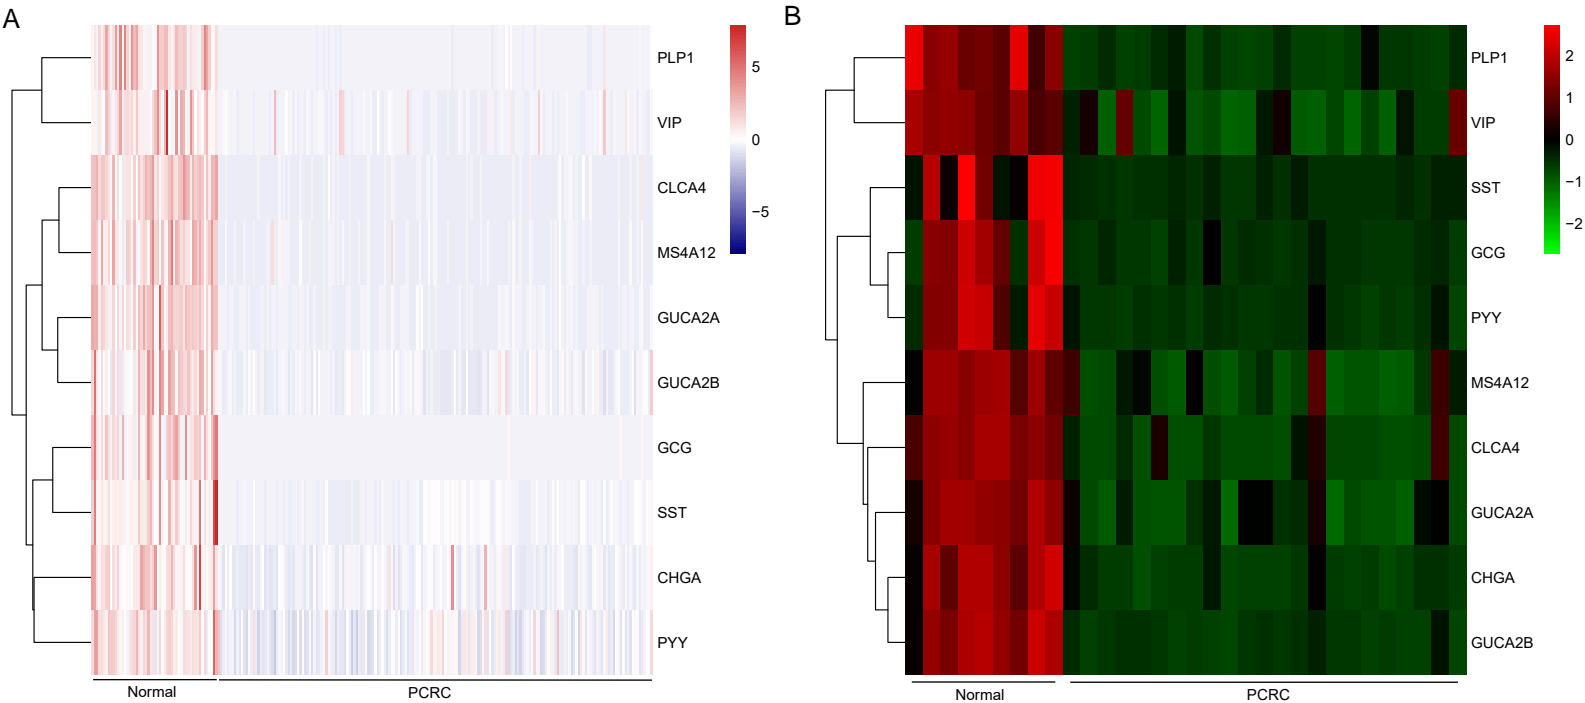 A
PLP1
VIP
CLCA4
MS4A12
GUCA2A
GUCA2B
GCG
SST
CHGA
PYY
5
0
−5
Normal
PCRC
B
PLP1
VIP
SST
GCG
PYY
MS4A12
CLCA4
GUCA2A
CHGA
GUCA2B
2
1
0
−1
−2
Normal
PCRC